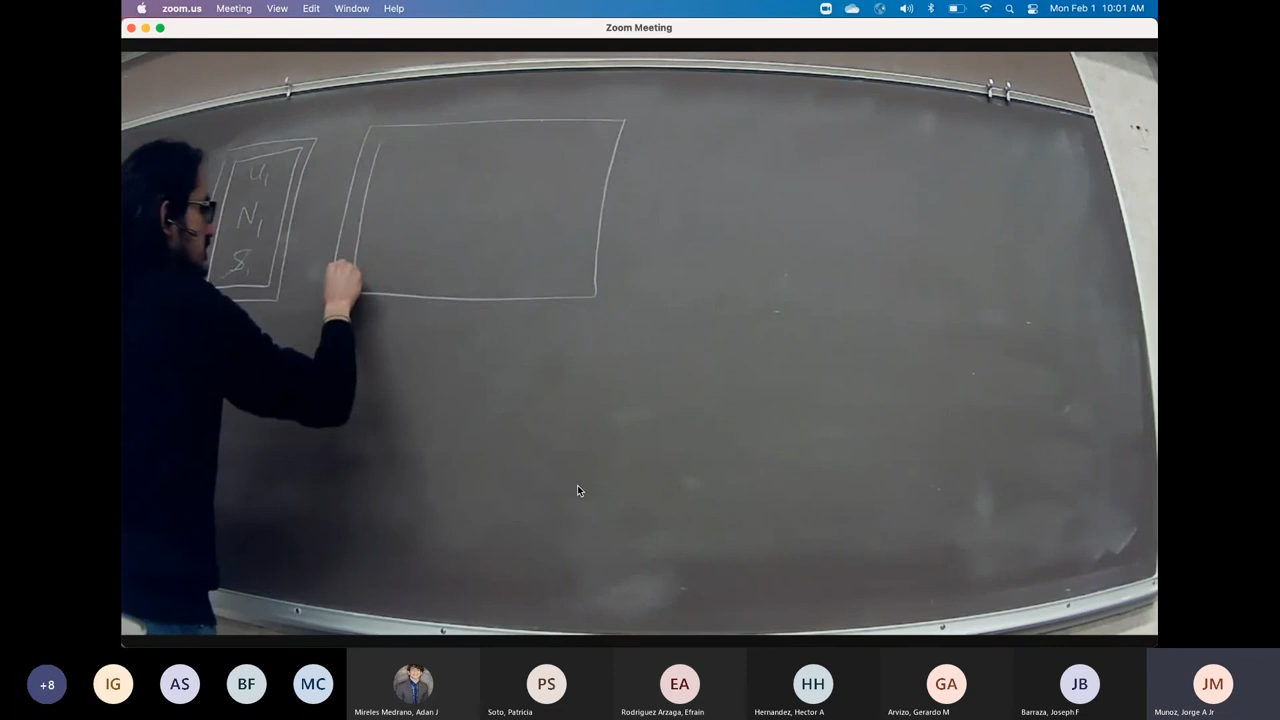 zoom.us Meeting View Edit Window Help Mon Feb 1 10:01 AM
Zoom Meeting
U1
N1
S1
+8 IG AS BF MC PS EA HH GA JB JM
Mireles Medrano, Adan J Soto, Patricia Rodriguez Arzaga, Efrain Hernandez, Hector A Arvizo, Gerardo M Barraza, Joseph F Munoz, Jorge A Jr